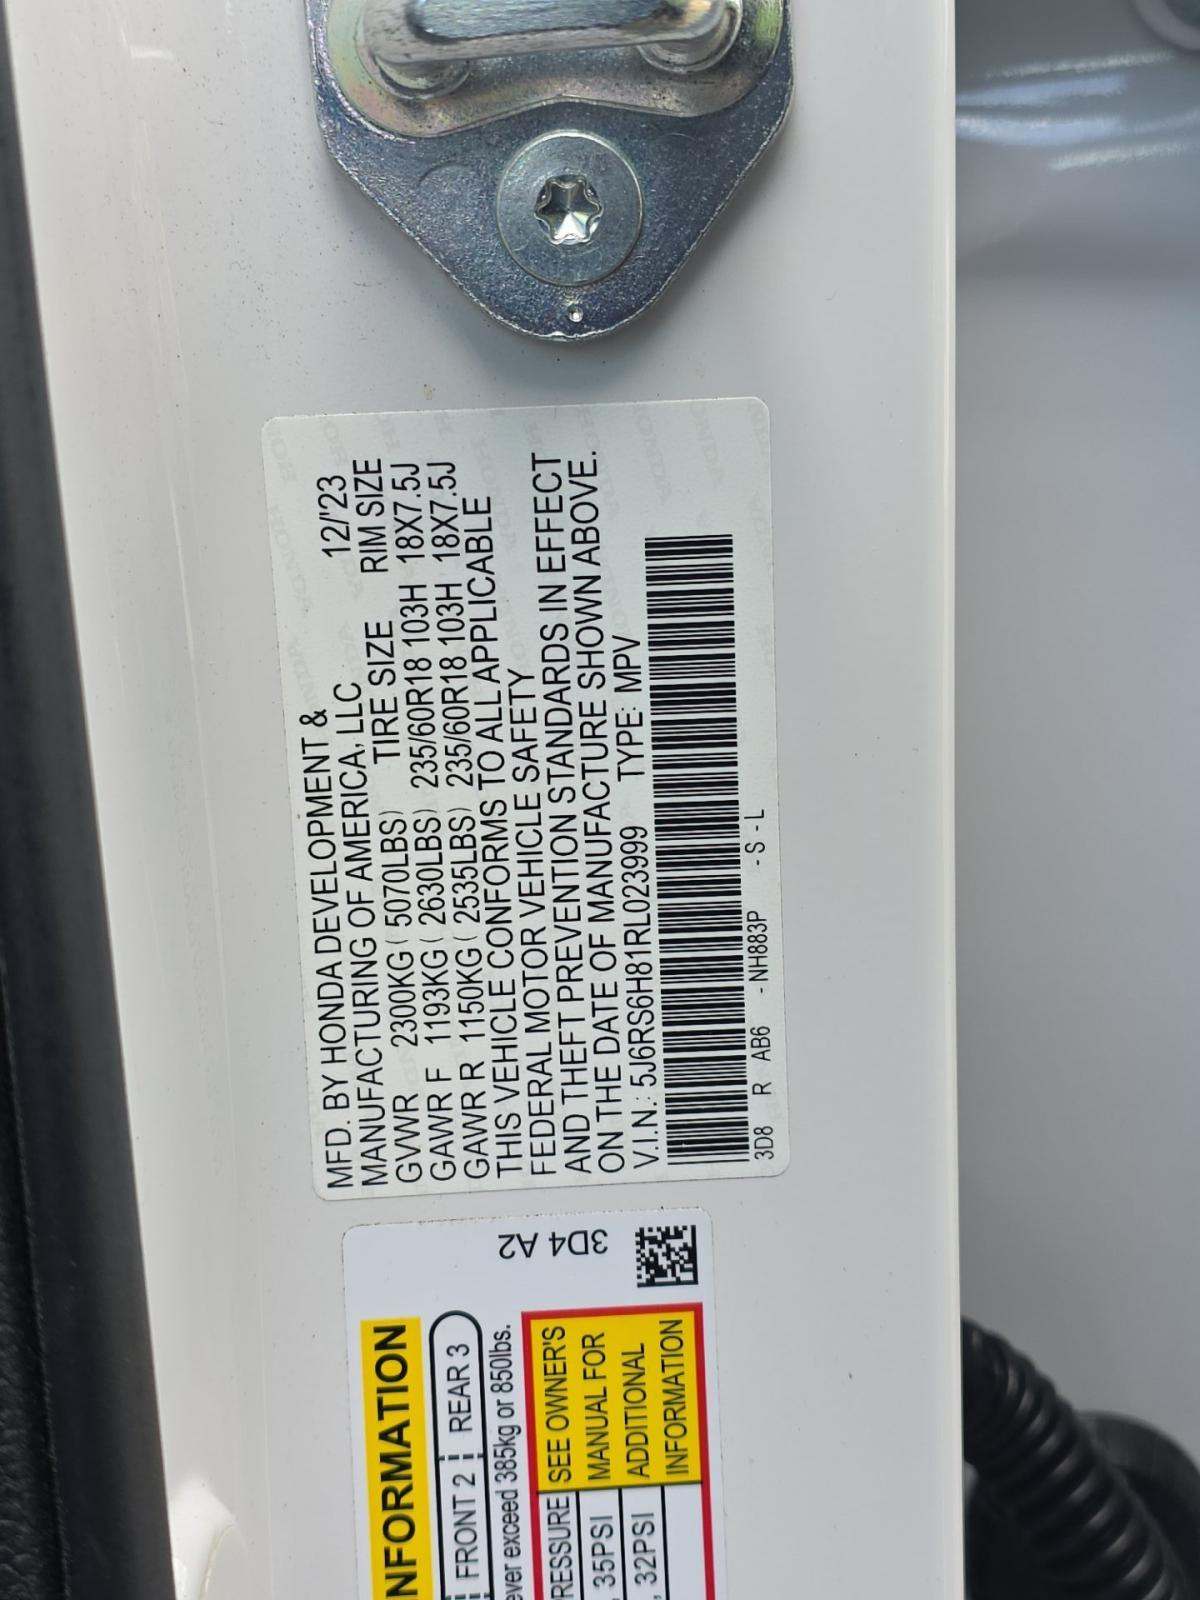 MFD. BY HONDA DEVELOPMENT &
MANUFACTURING OF AMERICA, LLC 12/'23
TIRE SIZE RIM SIZE
GVWR 2300KG ( 5070LBS) 235/60R18 103H 18X7.5J
GAWR F 1193KG ( 2630LBS) 235/60R18 103H 18X7.5J
GAWR R 1150KG ( 2535LBS)
THIS VEHICLE CONFORMS TO ALL APPLICABLE
FEDERAL MOTOR VEHICLE SAFETY
AND THEFT PREVENTION STANDARDS IN EFFECT
ON THE DATE OF MANUFACTURE SHOWN ABOVE.
V.I.N.: 5J6RS6H81RL023999 TYPE: MPV
3D8 R AB6 - NH883P - S - L
3D4 A2
FRONT 2 REAR 3
exceed 385kg or 850lbs.
SEE OWNER'S
MANUAL FOR
ADDITIONAL
INFORMATION
35PSI
32PSI